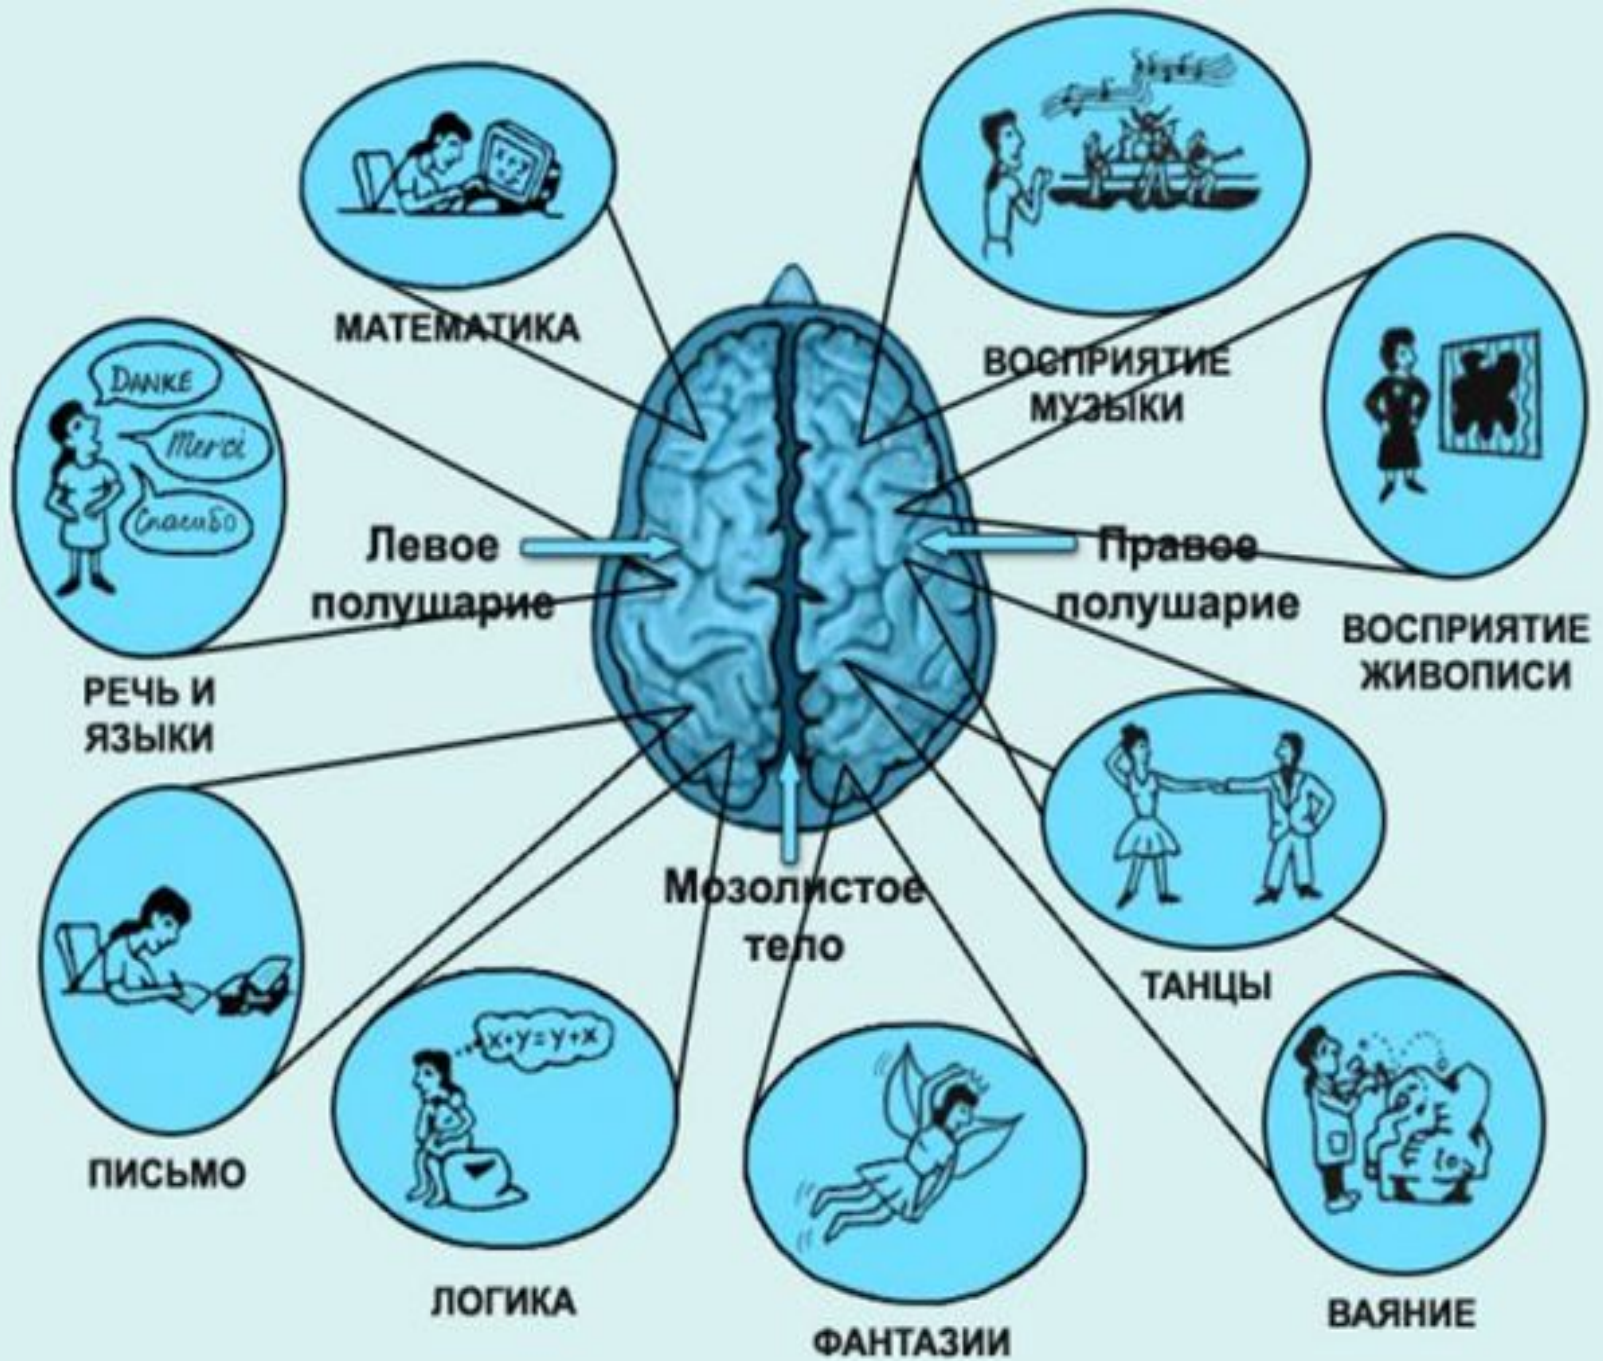 МАТЕМАТИКА
ВОСПРИЯТИЕ
МУЗЫКИ
DANKE
Merci
Спасибо
Левое
полушарие
Правое
полушарие
ВОСПРИЯТИЕ
ЖИВОПИСИ
РЕЧЬ И
ЯЗЫКИ
Мозолистое
тело
ТАНЦЫ
x+y=y+x
ПИСЬМО
ЛОГИКА
ФАНТАЗИИ
ВАЯНИЕ